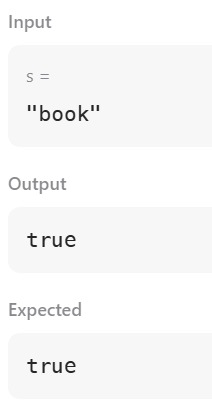 Input
s =
"book"
Output
true
Expected
true